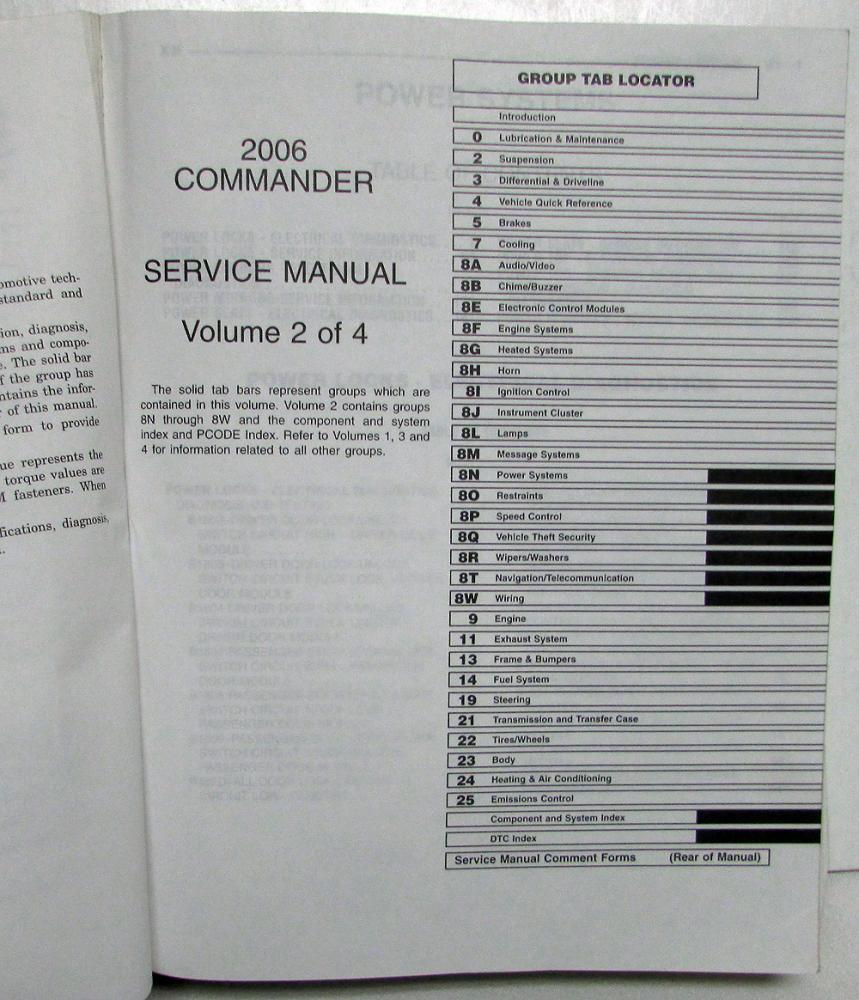 omotive tech-
standard and
ion, diagnosis,
ms and compo-
e. The solid bar
f the group has
ntains the infor-
r of this manual.
form to provide
ue represents the
torque values are
M fasteners. When
ifications, diagnosis,
2006
COMMANDER
SERVICE MANUAL
Volume 2 of 4
The solid tab bars represent groups which are
contained in this volume. Volume 2 contains groups
8N through 8W and the component and system
index and PCODE Index. Refer to Volumes 1, 3 and
4 for information related to all other groups.
GROUP TAB LOCATOR
Introduction
0 Lubrication & Maintenance
2 Suspension
3 Differential & Driveline
4 Vehicle Quick Reference
5 Brakes
7 Cooling
8A Audio/Video
8B Chime/Buzzer
8E Electronic Control Modules
8F Engine Systems
8G Heated Systems
8H Horn
8I Ignition Control
8J Instrument Cluster
8L Lamps
8M Message Systems
8N Power Systems
8O Restraints
8P Speed Control
8Q Vehicle Theft Security
8R Wipers/Washers
8T Navigation/Telecommunication
8W Wiring
9 Engine
11 Exhaust System
13 Frame & Bumpers
14 Fuel System
19 Steering
21 Transmission and Transfer Case
22 Tires/Wheels
23 Body
24 Heating & Air Conditioning
25 Emissions Control
Component and System Index
DTC Index
Service Manual Comment Forms (Rear of Manual)